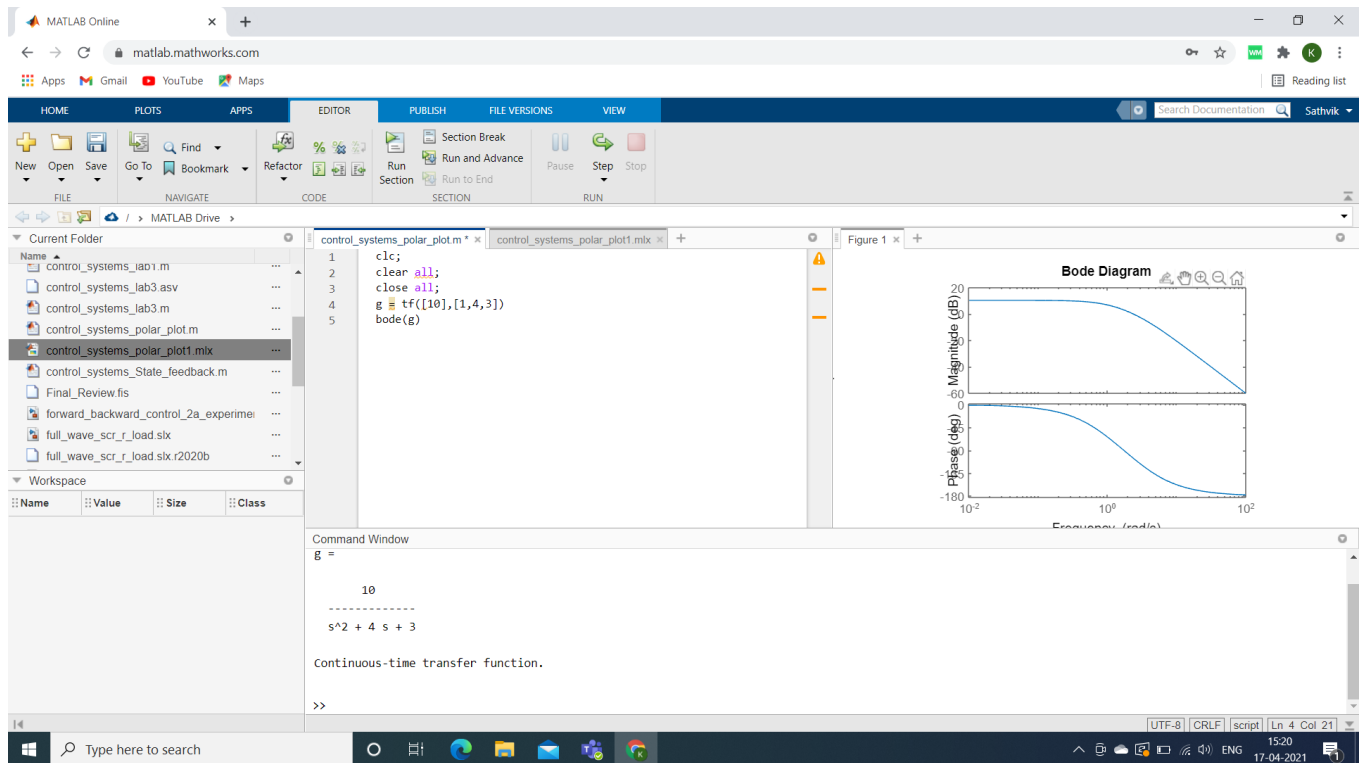 MATLAB Online
matlab.mathworks.com
WM
K
Apps Gmail YouTube Maps
Reading list
HOME PLOTS APPS EDITOR PUBLISH FILE VERSIONS VIEW
Search Documentation
Sathvik
New Open Save
Go To
Find
Bookmark
Refactor
Run Section
Section Break
Run and Advance
Run to End
Pause Step Stop
FILE NAVIGATE CODE SECTION RUN
/ > MATLAB Drive >
Current Folder
Name
control_systems_lab1.m
control_systems_lab3.asv
control_systems_lab3.m
control_systems_polar_plot.m
control_systems_polar_plot1.mlx
control_systems_State_feedback.m
Final_Review.fis
forward_backward_control_2a_experimei
full_wave_scr_r_load.slx
full_wave_scr_r_load.slx.r2020b
Workspace
Name Value Size Class
control_systems_polar_plot.m * × control_systems_polar_plot1.mlx × +
1 clc;
2 clear all;
3 close all;
4 g = tf([10],[1,4,3])
5 bode(g)
Figure 1 × +
Bode Diagram
20
-60
Magnitude (dB)
0
-180
Phase (deg)
10-2 100 102
Frequency (rad/s)
Command Window
g =
10
-------------
s^2 + 4 s + 3
Continuous-time transfer function.
>>
UTF-8 CRLF script Ln 4 Col 21
Type here to search
ENG
15:20
17-04-2021
1